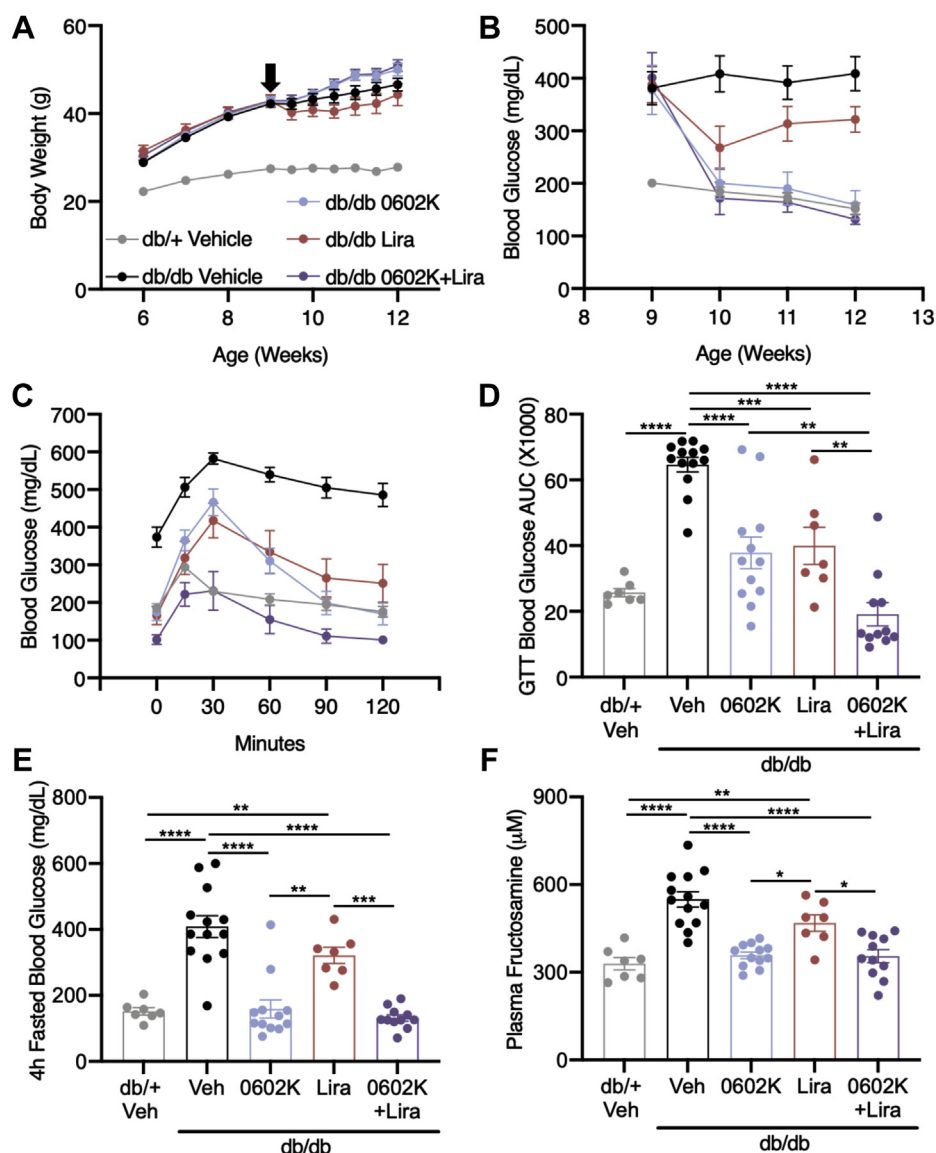 A
60
40
20
0
6
8
10
12
Body Weight (g)
Age (Weeks)
db/+ Vehicle
db/db Vehicle
db/db 0602K
db/db Lira
db/db 0602K+Lira
B
500
400
300
200
100
0
8
9
10
11
12
13
Blood Glucose (mg/dL)
Age (Weeks)
C
700
600
500
400
300
200
100
0
0
30
60
90
120
Blood Glucose (mg/dL)
Minutes
D
80
60
40
20
0
GTT Blood Glucose AUC (X1000)
****
***
**** **** **
**
db/+ Veh 0602K Lira 0602K
Veh +Lira
db/db
E
800
600
400
200
0
4h Fasted Blood Glucose (mg/dL)
**
**** ****
****
** ***
db/+ Veh 0602K Lira 0602K
Veh +Lira
db/db
F
900
600
300
0
Plasma Fructosamine (μM)
**
**** ****
****
* *
db/+ Veh 0602K Lira 0602K
Veh +Lira
db/db